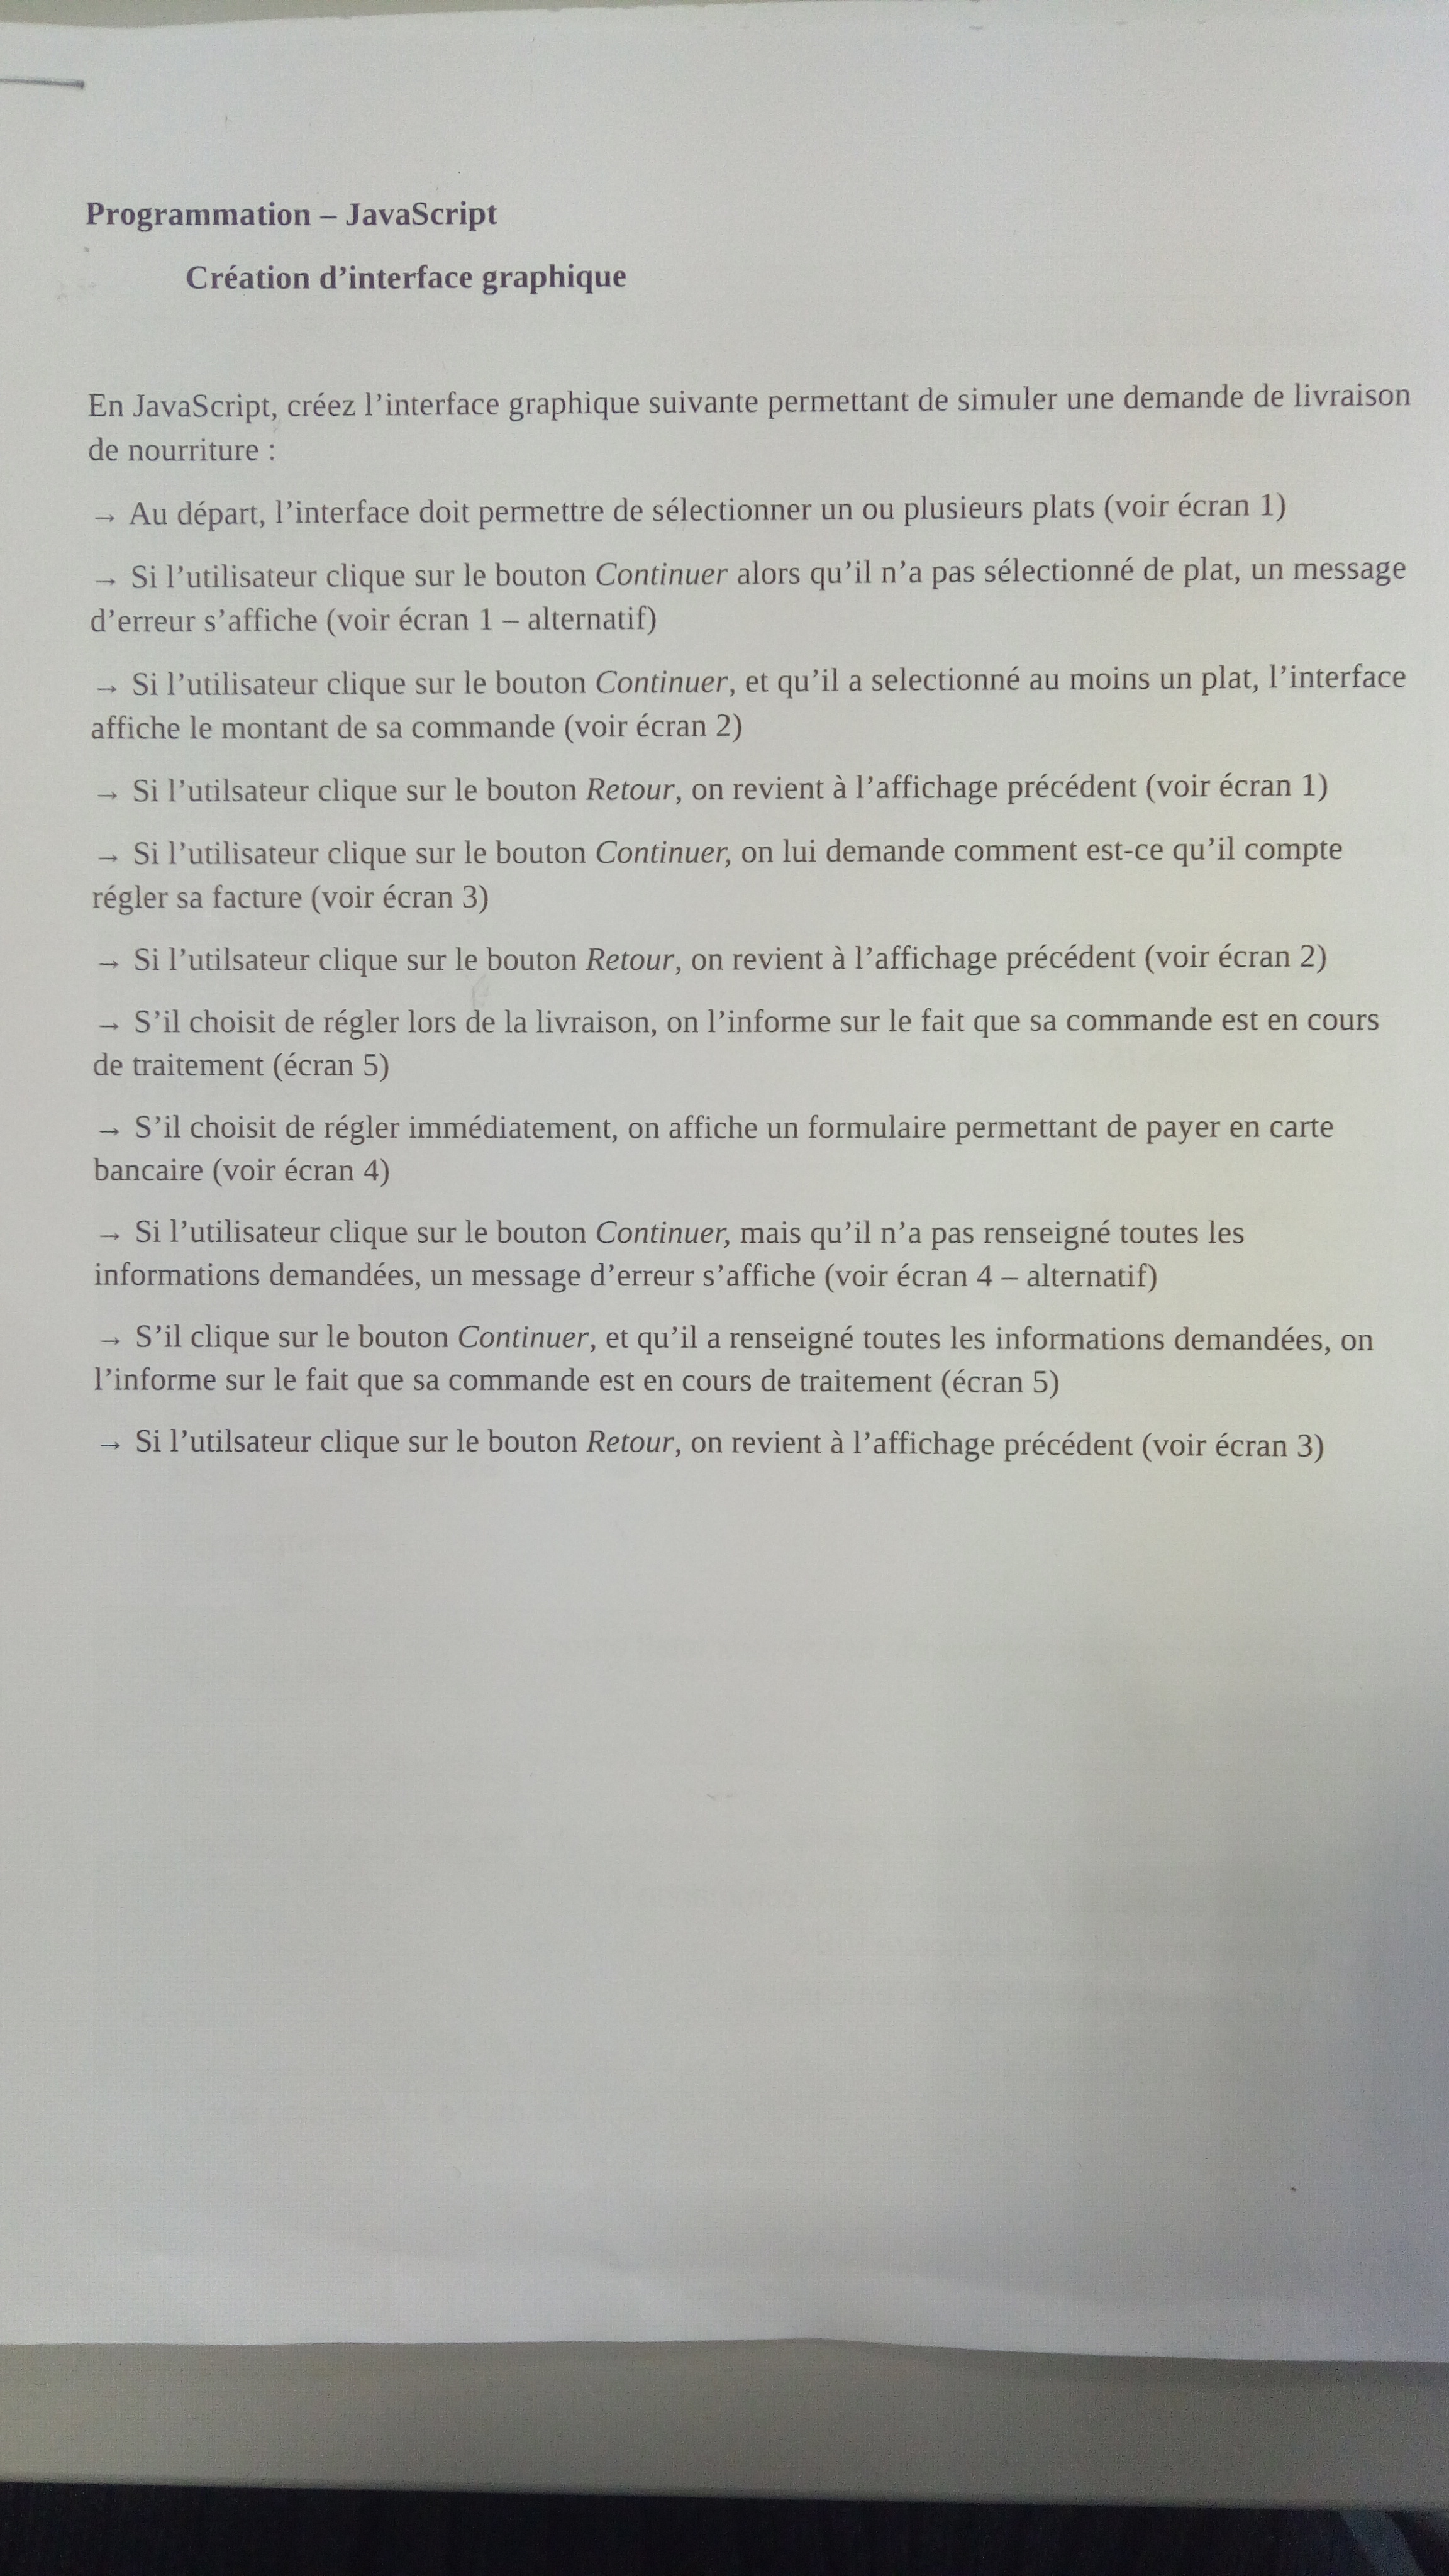 Programmation – JavaScript
Création d’interface graphique
En JavaScript, créez l’interface graphique suivante permettant de simuler une demande de livraison
de nourriture :
→ Au départ, l’interface doit permettre de sélectionner un ou plusieurs plats (voir écran 1)
→ Si l’utilisateur clique sur le bouton Continuer alors qu’il n’a pas sélectionné de plat, un message
d’erreur s’affiche (voir écran 1 – alternatif)
→ Si l’utilisateur clique sur le bouton Continuer, et qu’il a selectionné au moins un plat, l’interface
affiche le montant de sa commande (voir écran 2)
→ Si l’utilsateur clique sur le bouton Retour, on revient à l’affichage précédent (voir écran 1)
→ Si l’utilisateur clique sur le bouton Continuer, on lui demande comment est-ce qu’il compte
régler sa facture (voir écran 3)
→ Si l’utilsateur clique sur le bouton Retour, on revient à l’affichage précédent (voir écran 2)
→ S’il choisit de régler lors de la livraison, on l’informe sur le fait que sa commande est en cours
de traitement (écran 5)
→ S’il choisit de régler immédiatement, on affiche un formulaire permettant de payer en carte
bancaire (voir écran 4)
→ Si l’utilisateur clique sur le bouton Continuer, mais qu’il n’a pas renseigné toutes les
informations demandées, un message d’erreur s’affiche (voir écran 4 – alternatif)
→ S’il clique sur le bouton Continuer, et qu’il a renseigné toutes les informations demandées, on
l’informe sur le fait que sa commande est en cours de traitement (écran 5)
→ Si l’utilsateur clique sur le bouton Retour, on revient à l’affichage précédent (voir écran 3)